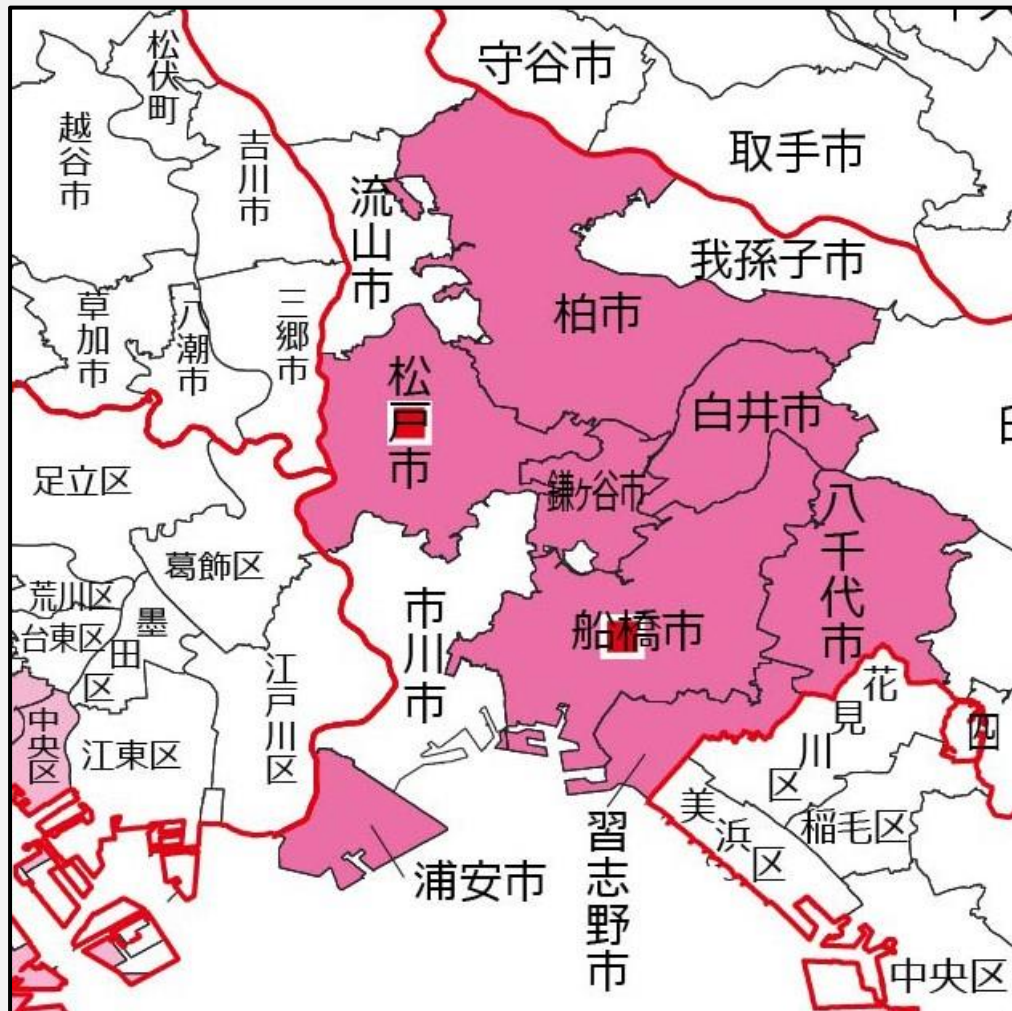 松伏町
守谷市
越谷市
吉川市
取手市
流山市
我孫子市
草加市
八潮市
三郷市
柏市
松戸市
白井市
足立区
鎌ケ谷市
八千代市
葛飾区
荒川区
市川市
船橋市
台東区
墨田区
江戸川区
花見川区
中央区
江東区
美浜区
稲毛区
浦安市
習志野市
中央区